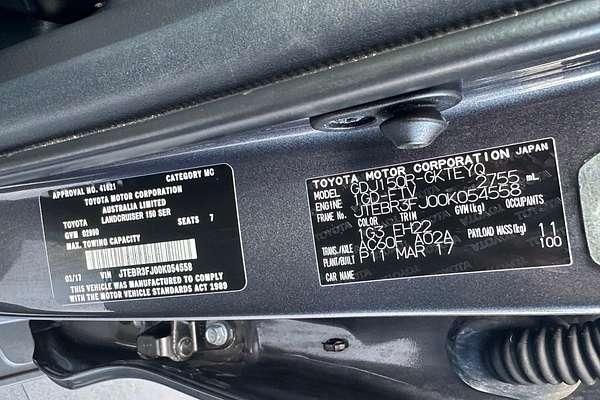 APPROVAL NO. 41621 CATEGORY MC
TOYOTA MOTOR CORPORATION
AUSTRALIA LIMITED
TOYOTA LANDCRUISER 150 SER
GVM 02990 SEATS 7
MAX. TOWING CAPACITY
03/17 VIN JTEBR3FJ00K054558
THIS VEHICLE WAS MANUFACTURED TO COMPLY
WITH THE MOTOR VEHICLE STANDARDS ACT 1989
TOYOTA MOTOR CORPORATION JAPAN
MODEL GDJ150R-GKTEYQ
ENGINE 1GD-FTV 2755 mL
FRAME No. JTEBR3FJ00K054558
COLOR TRIM GVM(kg) OCCUPANTS
1G3 EH22
TRANS./AXLE AC60F A02A PAYLOAD MASS(kg) 11
PLANT/BUILT P11 MAR 17 100
CAR NAME